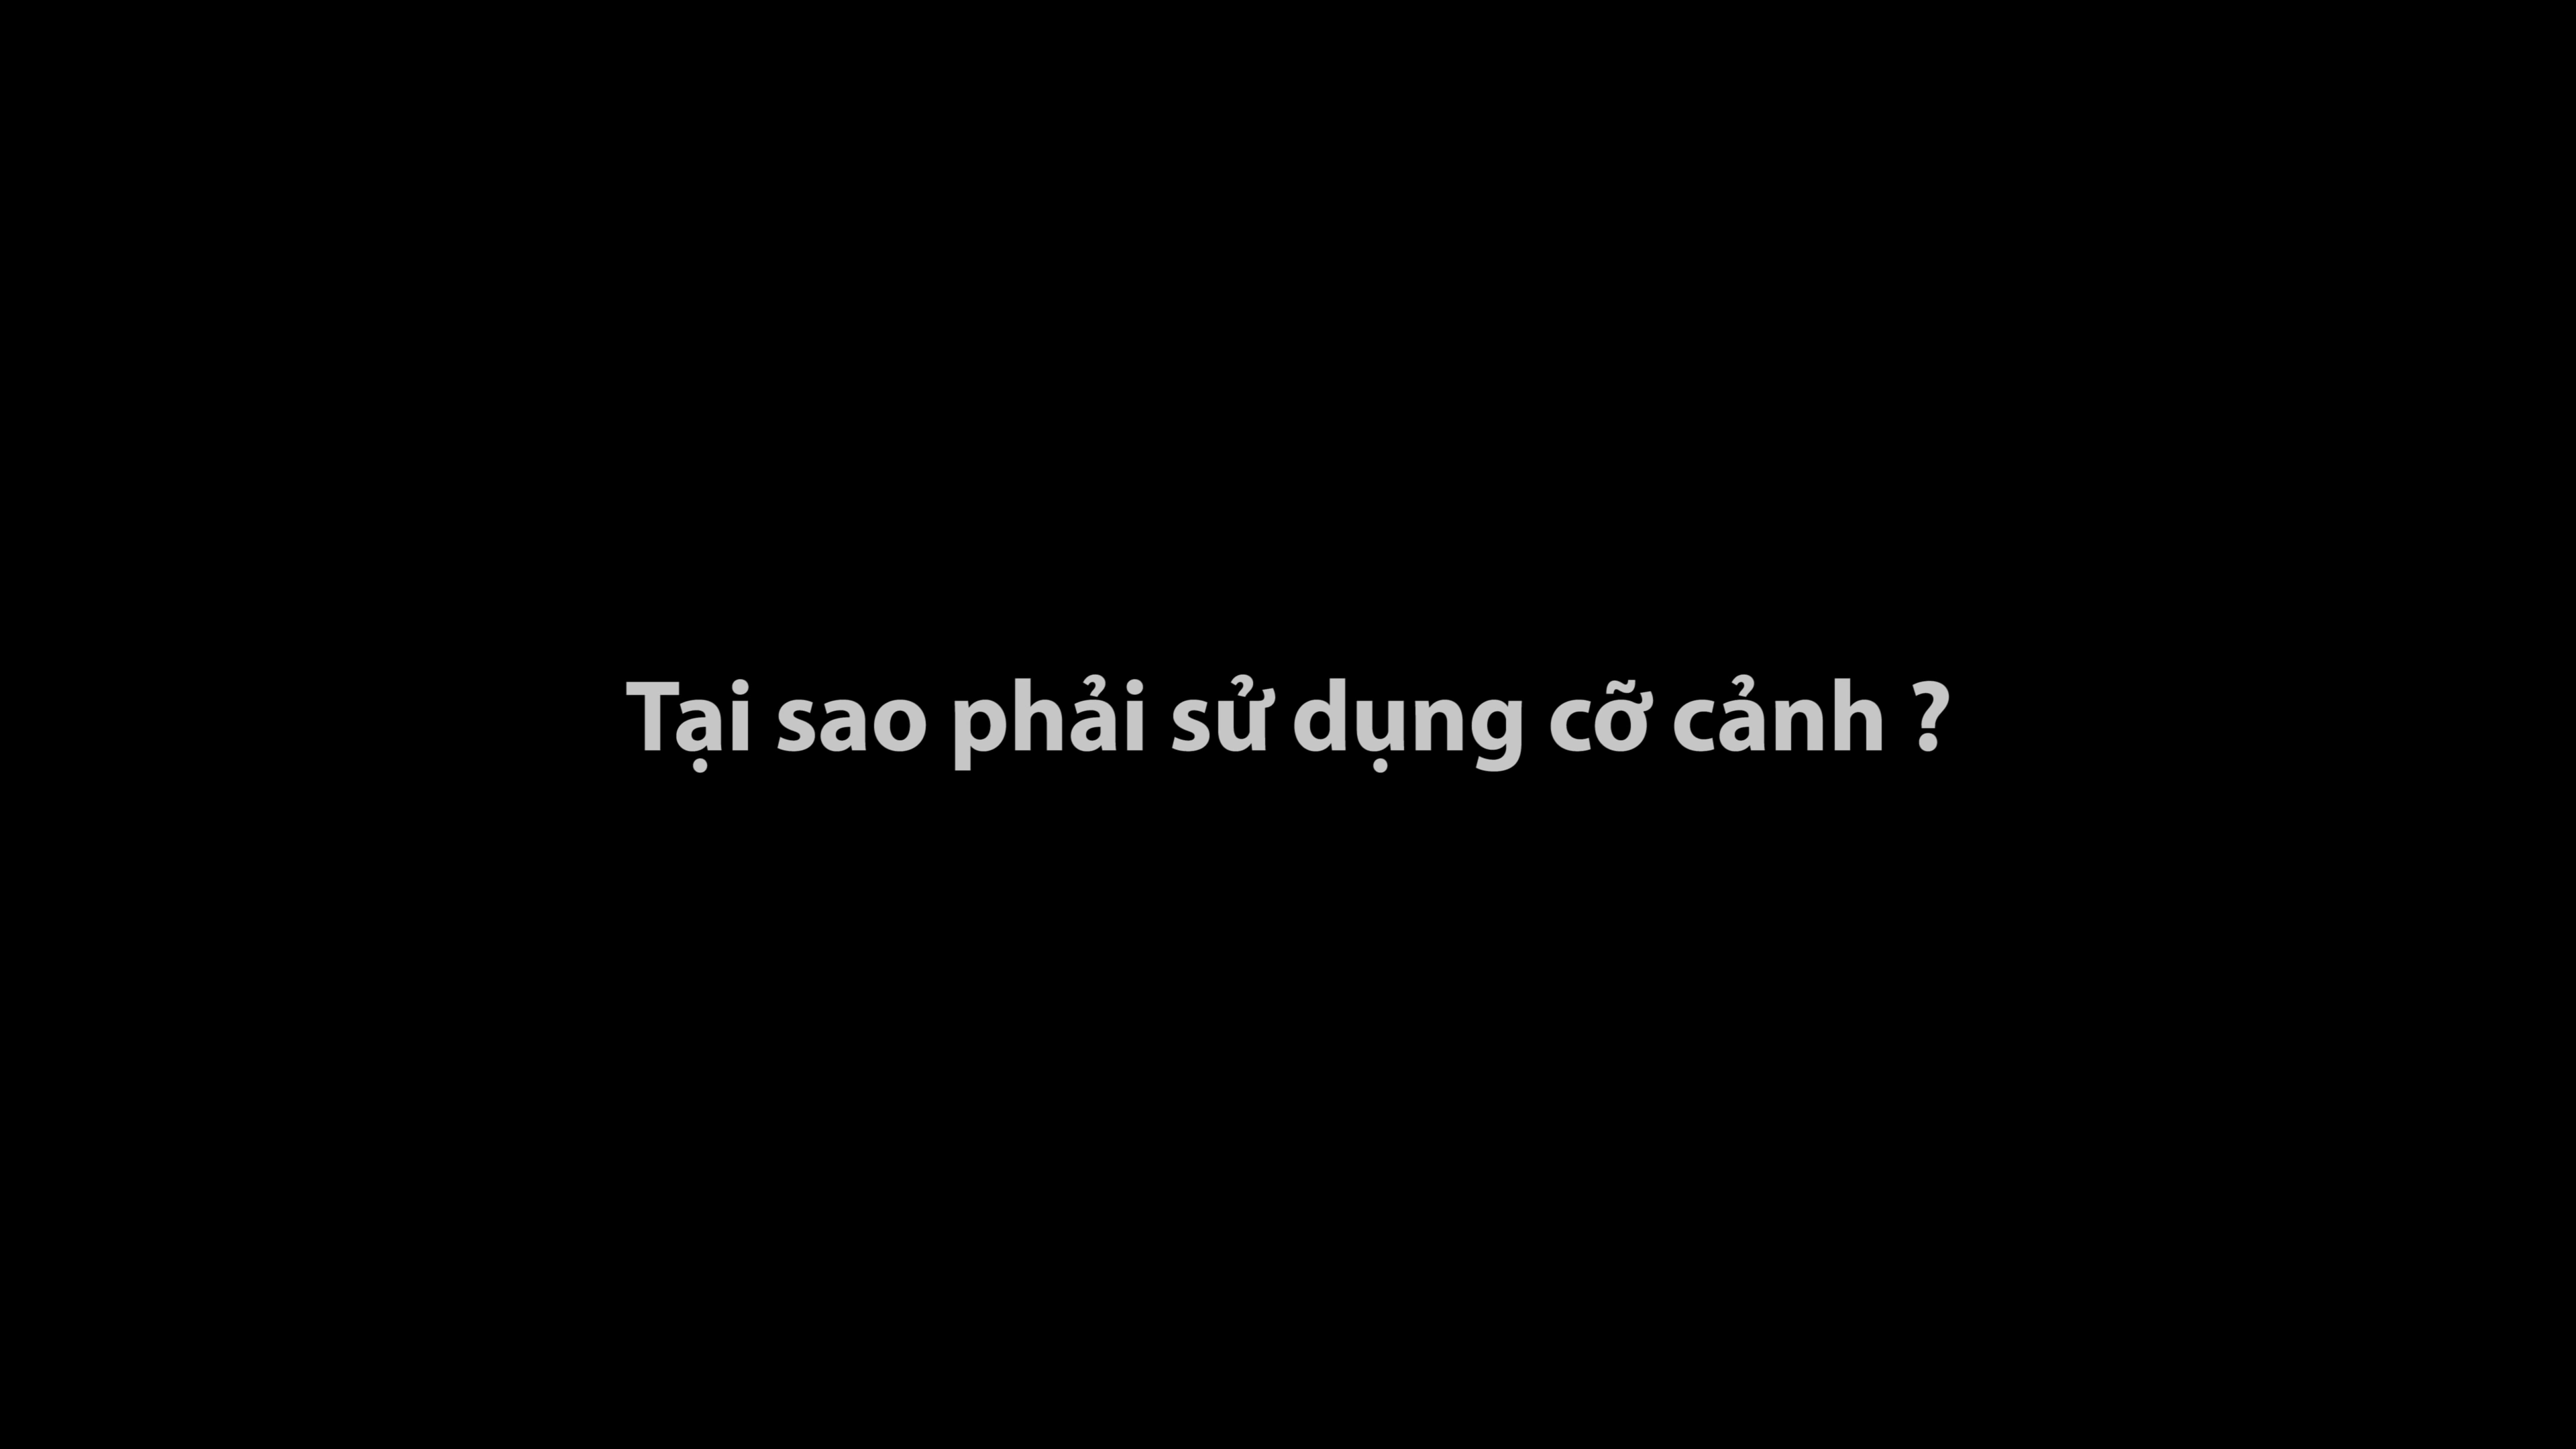 Tại sao phải sử dụng cỡ cảnh ?